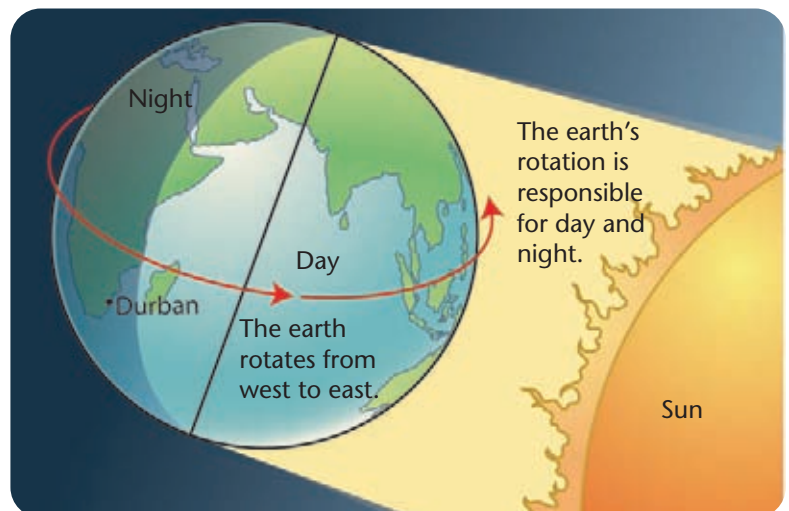 Night
Day
Durban
The earth
rotates from
west to east.
The earth's
rotation is
responsible
for day and
night.
Sun